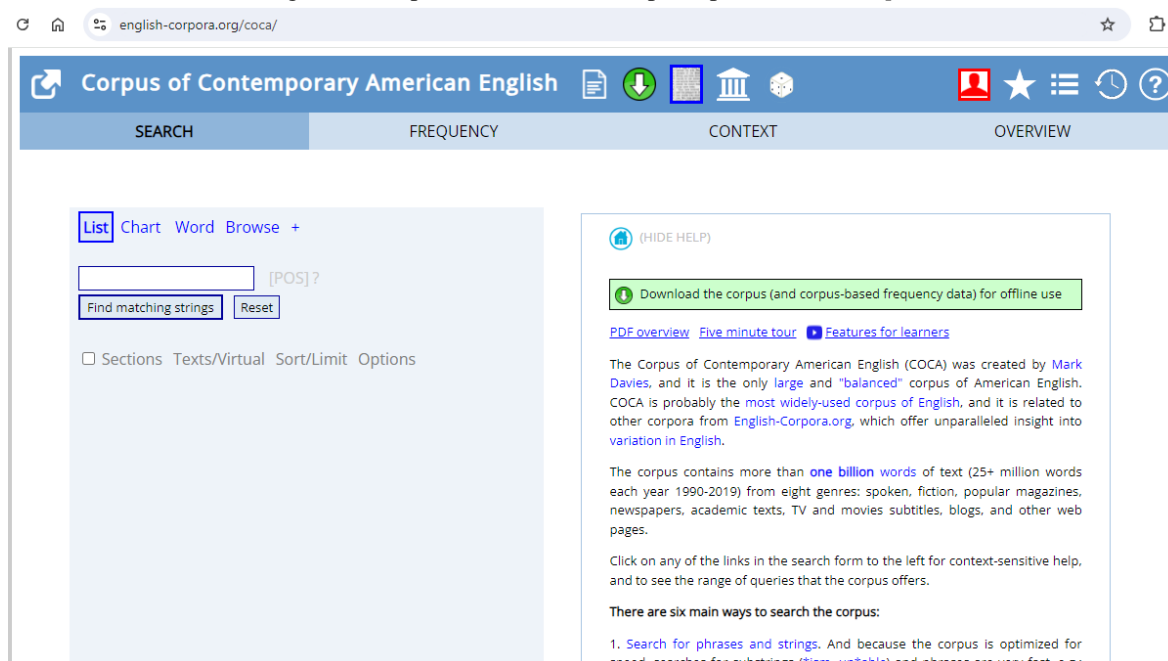 english-corpora.org/coca/
Corpus of Contemporary American English
SEARCH FREQUENCY CONTEXT OVERVIEW
List Chart Word Browse +
[POS] ?
Find matching strings Reset
Sections Texts/Virtual Sort/Limit Options
(HIDE HELP)
Download the corpus (and corpus-based frequency data) for offline use
PDF overview Five minute tour Features for learners
The Corpus of Contemporary American English (COCA) was created by Mark
Davies, and it is the only large and "balanced" corpus of American English.
COCA is probably the most widely-used corpus of English, and it is related to
other corpora from English-Corpora.org, which offer unparalleled insight into
variation in English.
The corpus contains more than one billion words of text (25+ million words
each year 1990-2019) from eight genres: spoken, fiction, popular magazines,
newspapers, academic texts, TV and movies subtitles, blogs, and other web
pages.
Click on any of the links in the search form to the left for context-sensitive help,
and to see the range of queries that the corpus offers.
There are six main ways to search the corpus:
1. Search for phrases and strings. And because the corpus is optimized for